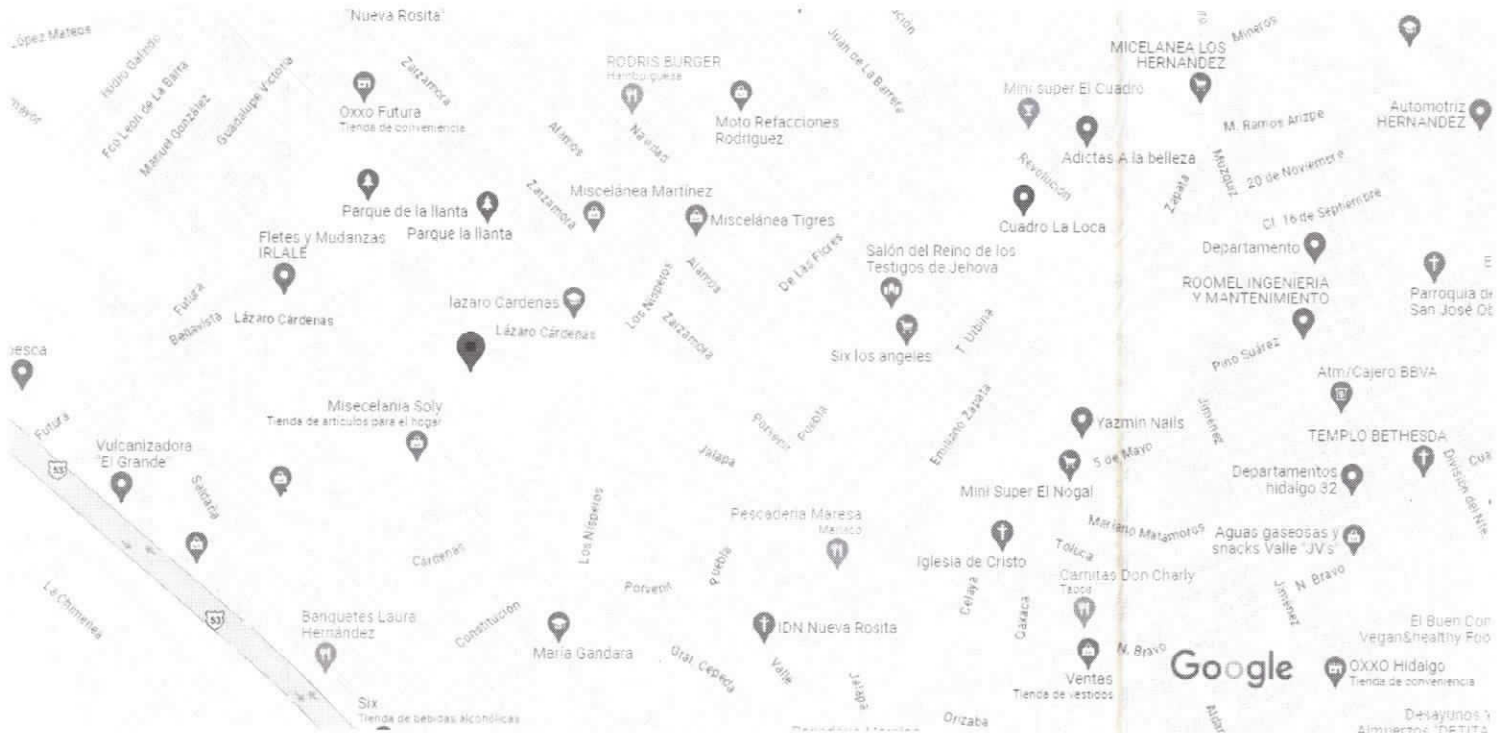 "Nueva Rosita"
López Mateos
Isidro Galindo
Fco León de La Barra
Manuel González
Guadalupe Victoria
Zarzamora
Oxxo Futura
Tienda de conveniencia
RODRIS BURGER
Hamburguesa
Moto Refacciones
Rodriguez
Juan de La Barrera
MICELANEA LOS
HERNANDEZ
Mineros
Mini super El Cuadro
Automotriz
HERNANDEZ
M. Ramos Arizpe
Adictas A la belleza
Revolución
Muzquiz
20 de Noviembre
Zapata
Cl. 16 de Septiembre
Alamos
Navidad
Parque de la llanta
Parque la llanta
Zarzamora
Miscelánea Martínez
Miscelánea Tigres
Cuadro La Loca
Departamento
Fletes y Mudanzas
IRLALE
De Las Flores
Salón del Reino de los
Testigos de Jehova
ROOMEL INGENIERIA
Y MANTENIMIENTO
Parroquia de
San José Ob
Futura
Bellavista
Lázaro Cárdenas
lazaro Cardenas
Lázaro Cárdenas
Los Nísperos
Zarzamora
Six los angeles
T. Urbina
Pino Suárez
Atm/Cajero BBVA
Misecelania Soly
Tienda de artículos para el hogar
Futura
Vulcanizadora
"El Grande"
53
Saldaña
Porvenir
Puebla
Jalapa
Emiliano Zapata
Yazmin Nails
5 de Mayo
Jiménez
TEMPLO BETHESDA
Departamentos
hidalgo 32
División del Nte.
Mini Super El Nogal
Pescaderia Maresa
Marisco
Los Nísperos
Cárdenas
Puebla
Porvenir
Iglesia de Cristo
Mariano Matamoros
Toluca
Aguas gaseosas y
snacks Valle "JV's"
Carnitas Don Charly
Tacos
Celaya
Oaxaca
N. Bravo
Jiménez
La Chimenea
53
Banquetes Laura
Hernández
Constitución
María Gandara
IDN Nueva Rosita
Gral. Cepeda
Valle
Jalapa
N. Bravo
Ventas
Tienda de vestidos
Google
El Buen Com
Vegan&healthy Foo
OXXO Hidalgo
Tienda de conveniencia
Six
Tienda de bebidas alcohólicas
Orizaba
Desayunos Y